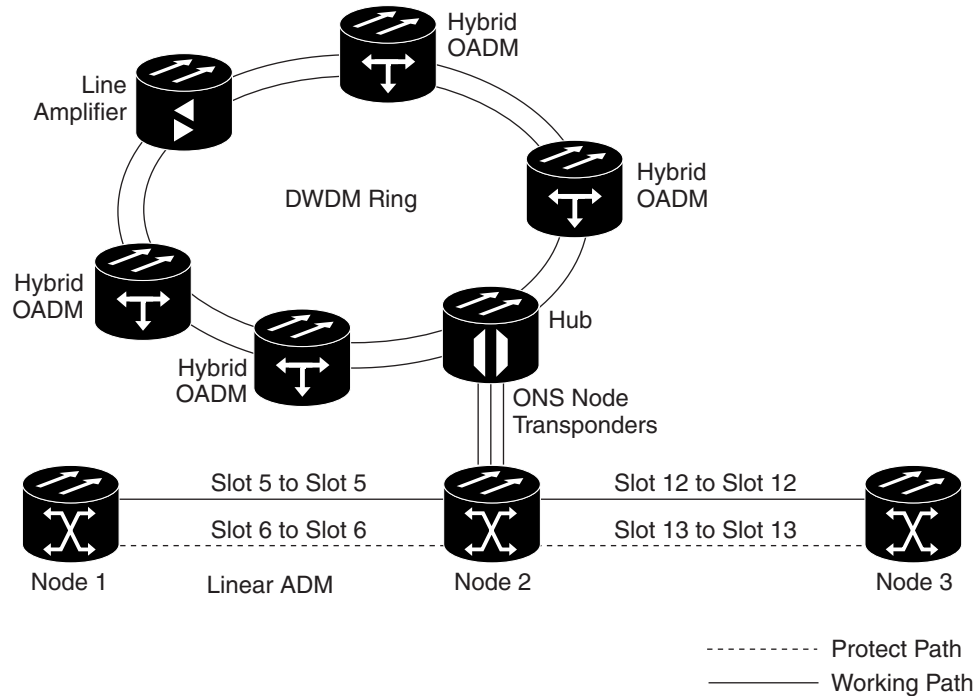 Hybrid
OADM
Line
Amplifier
DWDM Ring
Hybrid
OADM
Hybrid
OADM
Hub
Hybrid
OADM
ONS Node
Transponders
Slot 5 to Slot 5
Slot 12 to Slot 12
Slot 6 to Slot 6
Slot 13 to Slot 13
Node 1
Linear ADM
Node 2
Node 3
Protect Path
Working Path